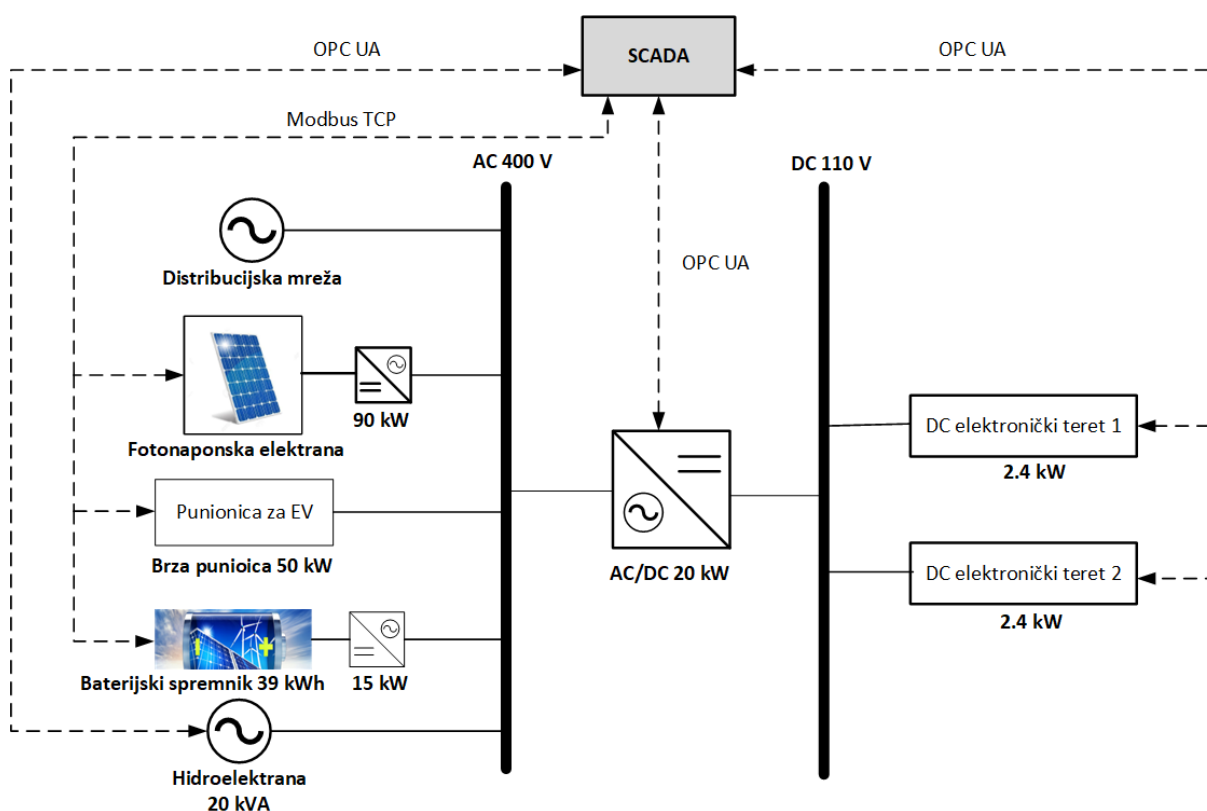 SCADA
OPC UA
OPC UA
Modbus TCP
AC 400 V
DC 110 V
Distribucijska mreža
OPC UA
90 kW
Fotonaponska elektrana
Punionica za EV
Brza punioica 50 kW
AC/DC 20 kW
DC elektronički teret 1
2.4 kW
DC elektronički teret 2
2.4 kW
Baterijski spremnik 39 kWh
15 kW
Hidroelektrana
20 kVA